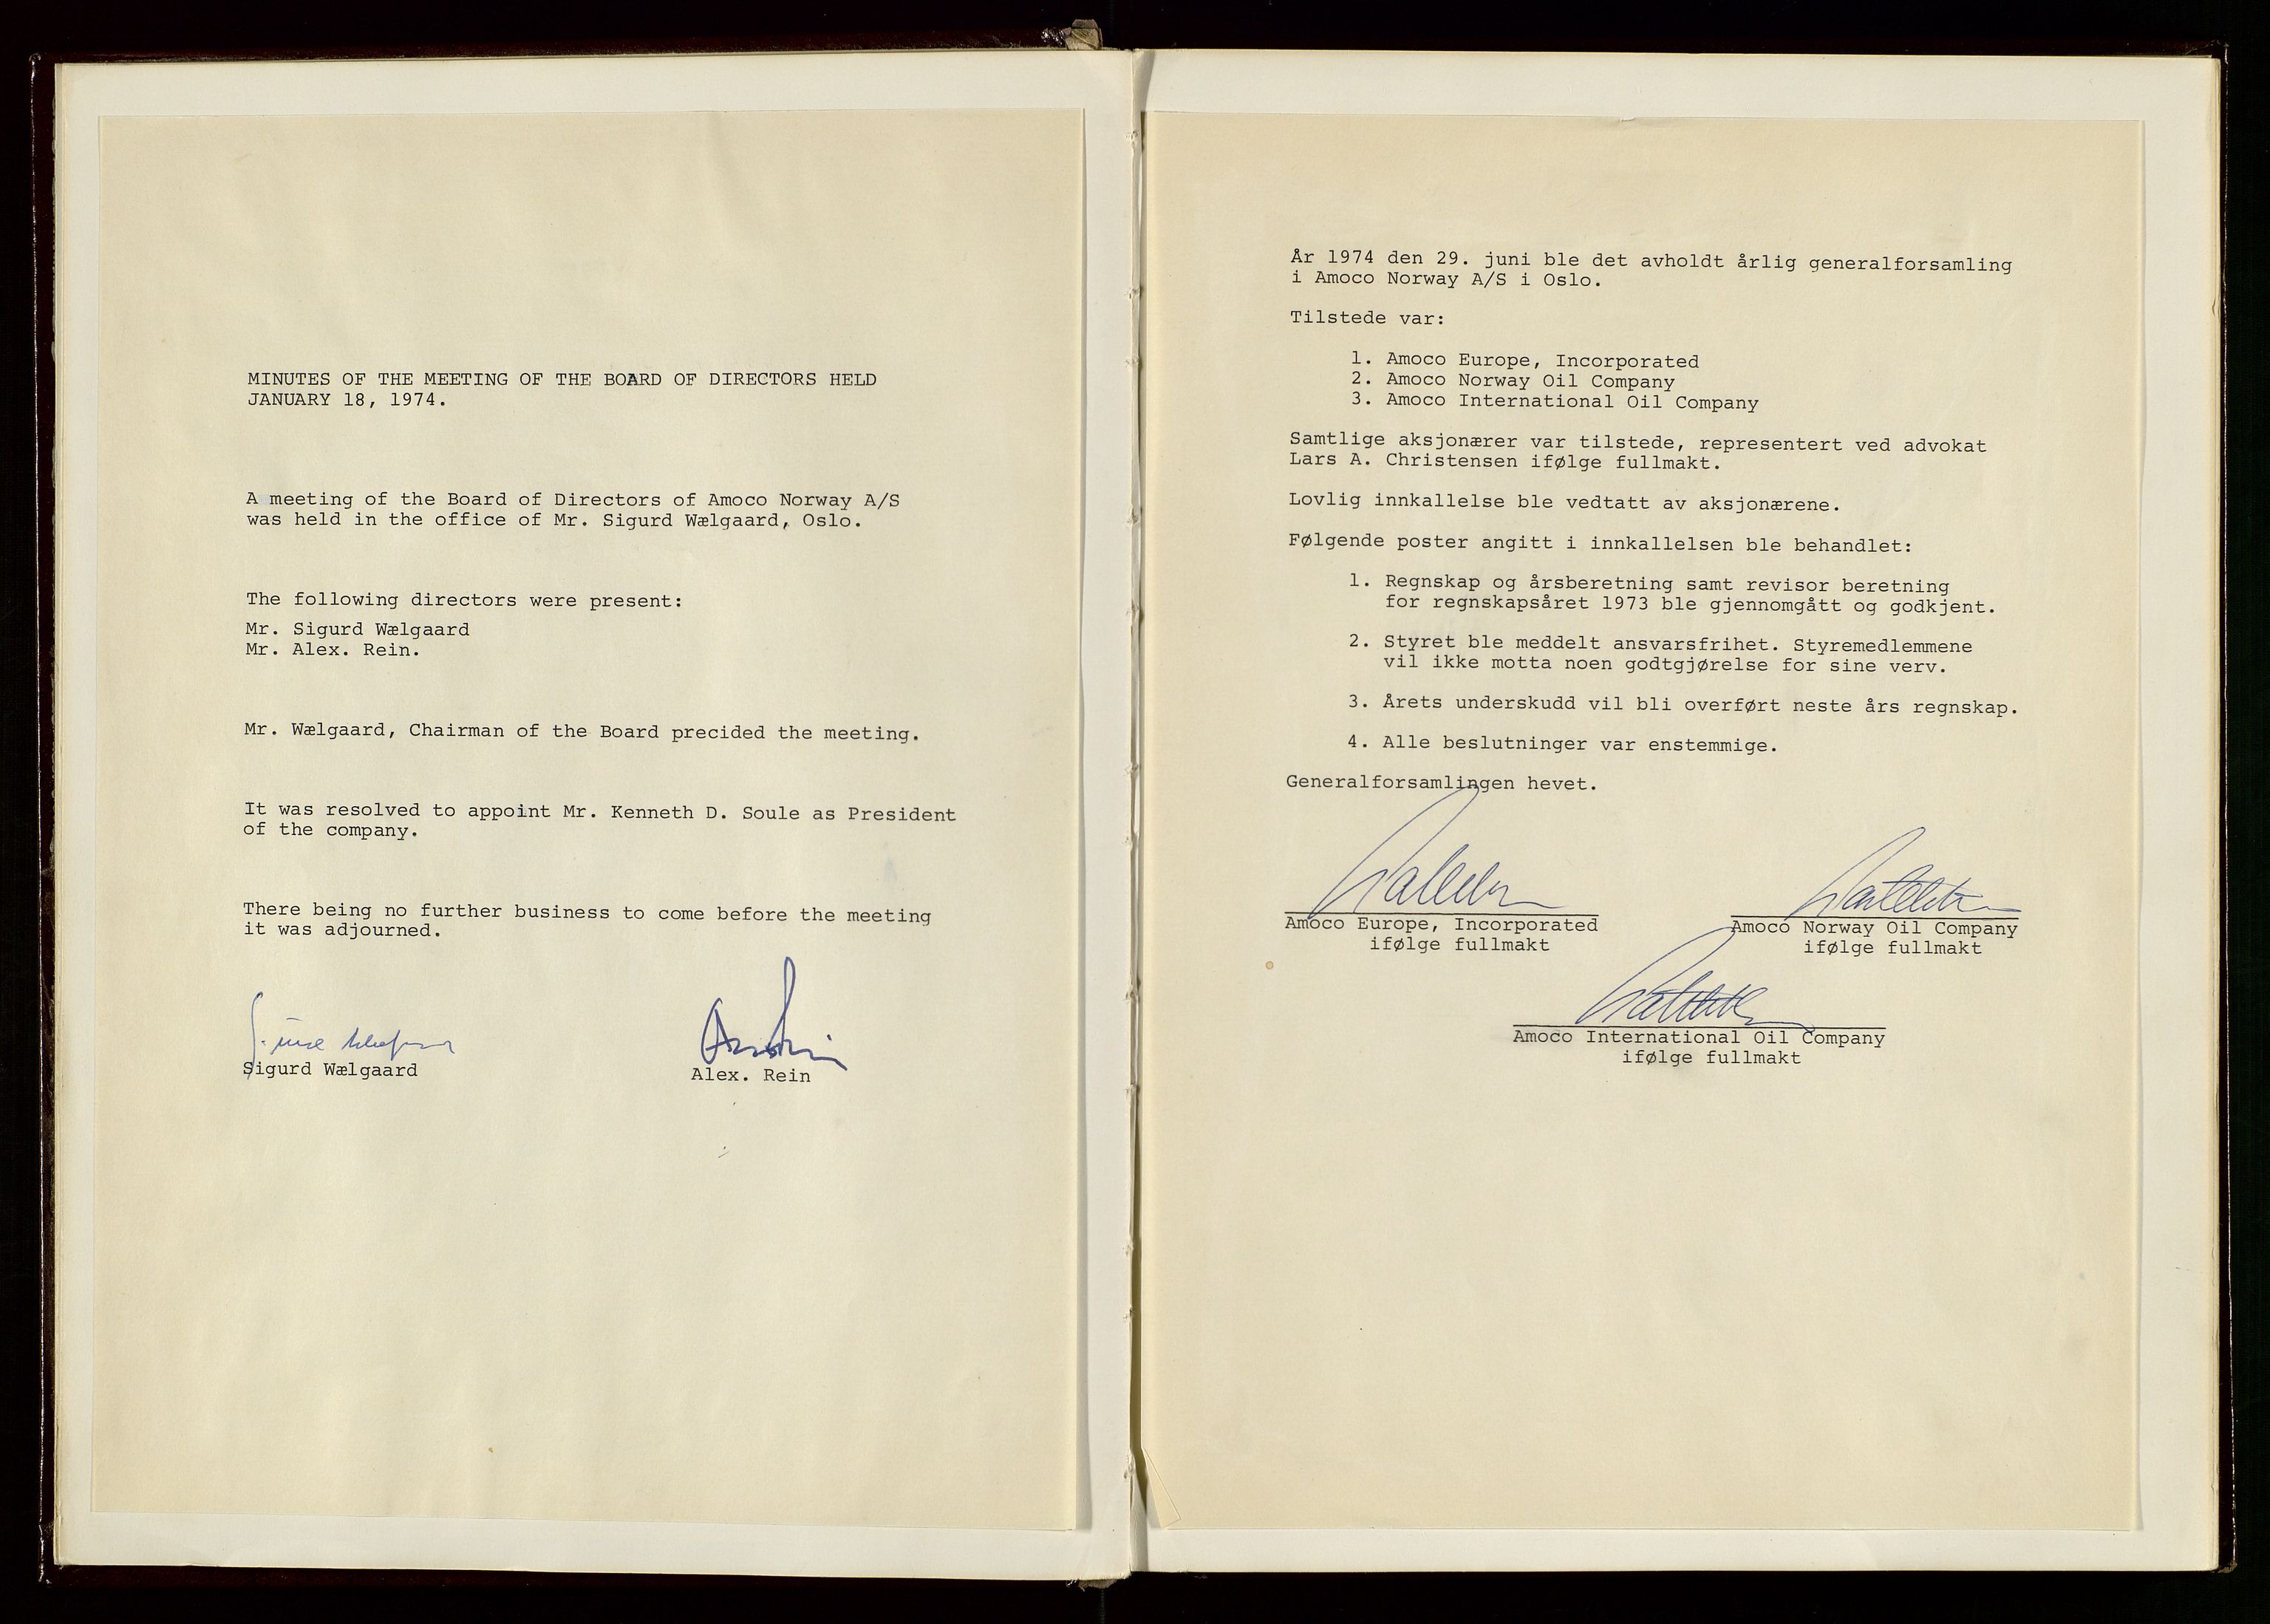 MINUTES OF THE MEETING OF THE BOARD OF DIRECTORS HELD
JANUARY 18, 1974.
A meeting of the Board of Directors of Amoco Norway A/S
was held in the office of Mr. Sigurd Wælgaard, Oslo.
The following directors were present:
Mr. Sigurd Wælgaard
Mr. Alex. Rein.
Mr. Wælgaard, Chairman of the Board precided the meeting.
It was resolved to appoint Mr. Kenneth D. Soule as President
of the company.
There being no further business to come before the meeting
it was adjourned.
Sigurd Wælgaard
Alex. Rein
År 1974 den 29. juni ble det avholdt årlig generalforsamling
i Amoco Norway A/S i Oslo.
Tilstede var:
1. Amoco Europe, Incorporated
2. Amoco Norway Oil Company
3. Amoco International Oil Company
Samtlige aksjonærer var tilstede, representert ved advokat
Lars A. Christensen ifølge fullmakt.
Lovlig innkallelse ble vedtatt av aksjonærene.
Følgende poster angitt i innkallelsen ble behandlet:
1. Regnskap og årsberetning samt revisor beretning
for regnskapsåret 1973 ble gjennomgått og godkjent.
2. Styret ble meddelt ansvarsfrihet. Styremedlemmene
vil ikke motta noen godtgjørelse for sine verv.
3. Årets underskudd vil bli overført neste års regnskap.
4. Alle beslutninger var enstemmige.
Generalforsamlingen hevet.
Amoco Europe, Incorporated
ifølge fullmakt
Amoco Norway Oil Company
ifølge fullmakt
Amoco International Oil Company
ifølge fullmakt